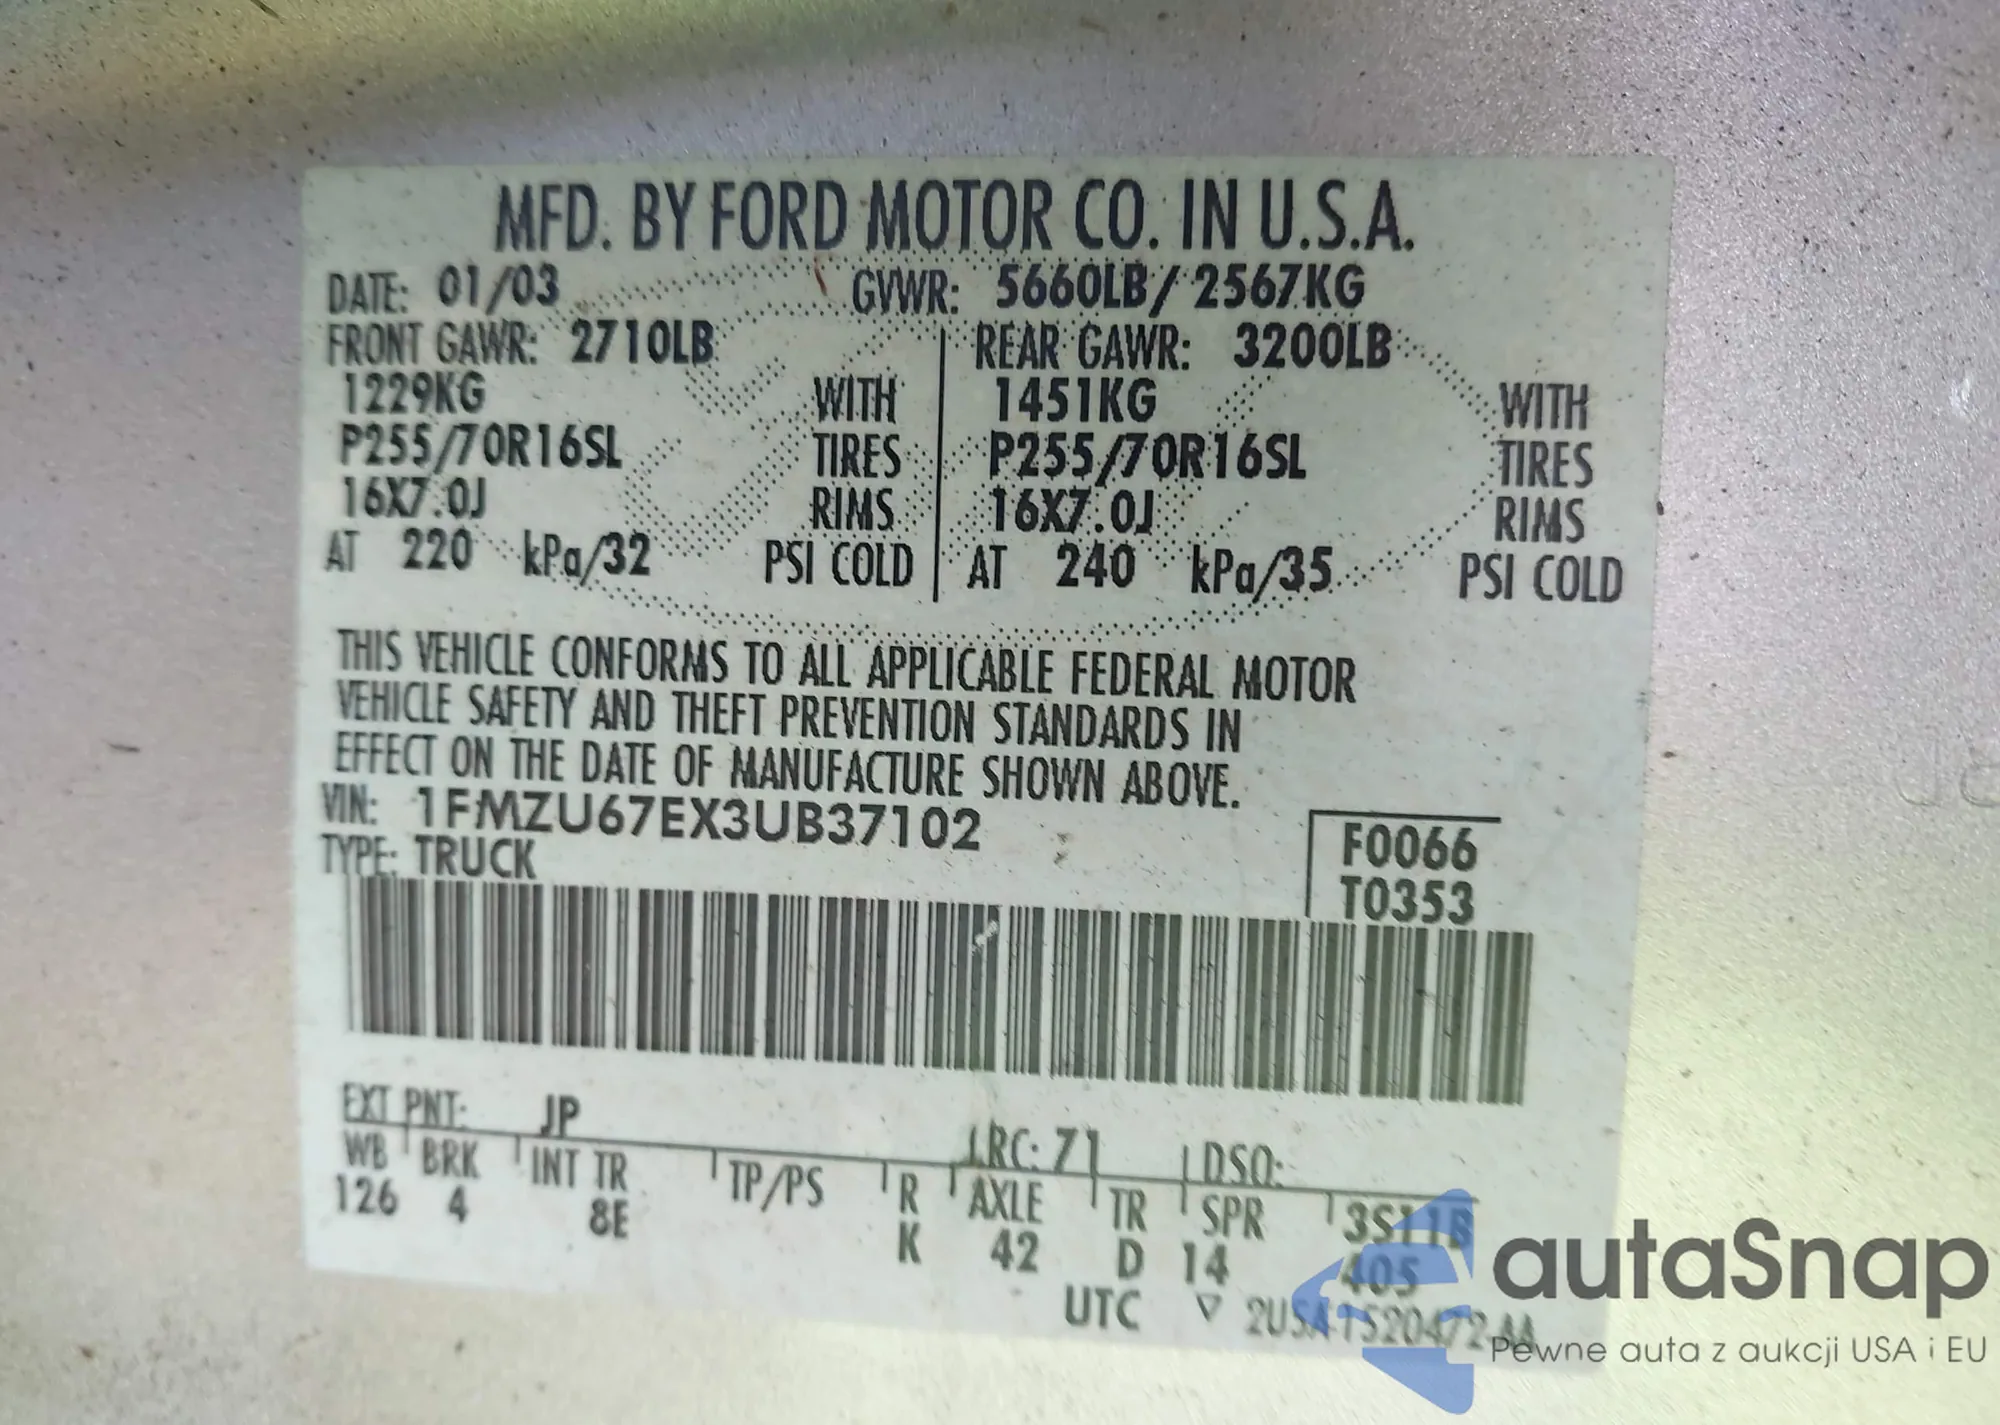 MFD. BY FORD MOTOR CO. IN U.S.A.
DATE: 01/03 GVWR: 5660LB/ 2567KG
FRONT GAWR: 2710LB REAR GAWR: 3200LB
1229KG WITH 1451KG WITH
P255/70R16SL TIRES P255/70R16SL TIRES
16X7.0J RIMS 16X7.0J RIMS
AT 220 kPa/32 PSI COLD AT 240 kPa/35 PSI COLD
THIS VEHICLE CONFORMS TO ALL APPLICABLE FEDERAL MOTOR
VEHICLE SAFETY AND THEFT PREVENTION STANDARDS IN
EFFECT ON THE DATE OF MANUFACTURE SHOWN ABOVE.
VIN: 1FMZU67EX3UB37102
TYPE: TRUCK
F0066
T0353
EXT PNT: JP LRC: 71 DSO:
WB BRK INT TR TP/PS R AXLE TR SPR 3S11B
126 4 8E K 42 D 14 405
UTC ▽ 2U5A-1520472-AA
autaSnap
Pewne auta z aukcji USA i EU